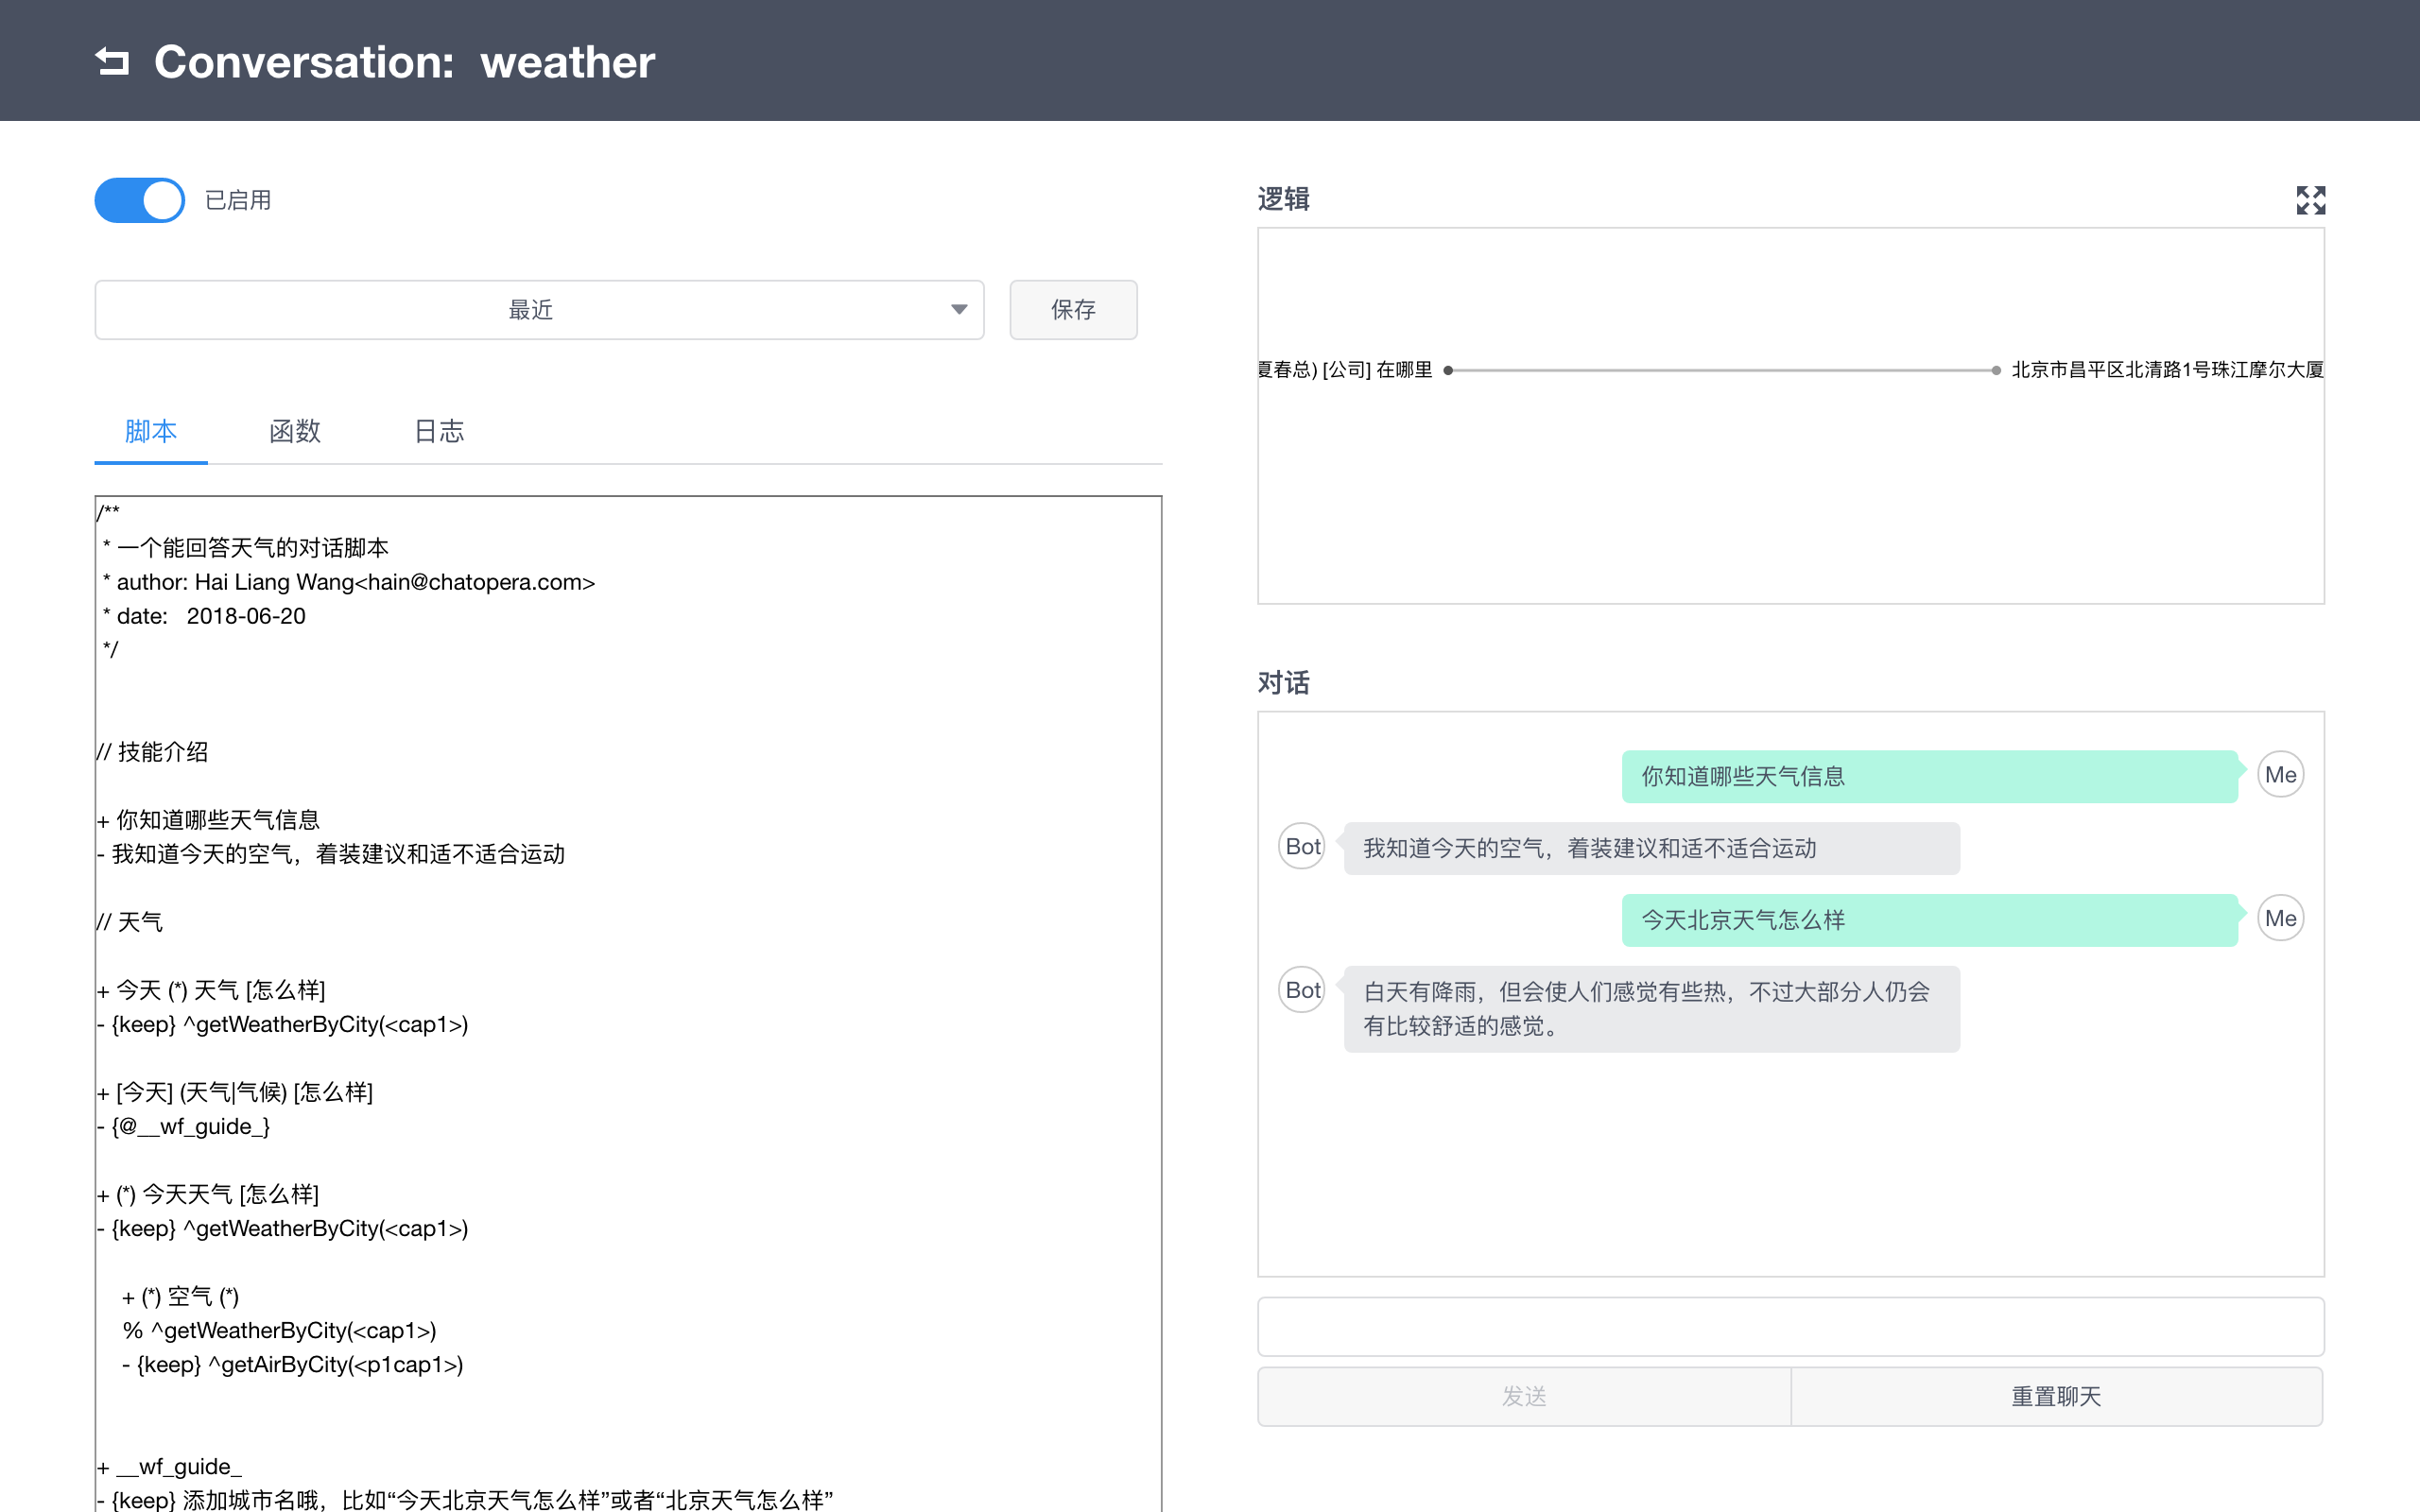 Conversation: weather
已启用
最近
保存
脚本
函数
日志
/**
* 一个能回答天气的对话脚本
* author: Hai Liang Wang<hain@chatopera.com>
* date: 2018-06-20
*/
// 技能介绍
+ 你知道哪些天气信息
- 我知道今天的空气，着装建议和适不适合运动
// 天气
+ 今天 (*) 天气 [怎么样]
- {keep} ^getWeatherByCity(<cap1>)
+ [今天] (天气|气候) [怎么样]
- {@__wf_guide_}
+ (*) 今天天气 [怎么样]
- {keep} ^getWeatherByCity(<cap1>)
+ (*) 空气 (*)
% ^getWeatherByCity(<cap1>)
- {keep} ^getAirByCity(<p1cap1>)
+ __wf_guide_
- {keep} 添加城市名哦，比如“今天北京天气怎么样”或者“北京天气怎么样”
逻辑
夏春总) [公司] 在哪里
北京市昌平区北清路1号珠江摩尔大厦
对话
你知道哪些天气信息
Me
Bot
我知道今天的空气，着装建议和适不适合运动
今天北京天气怎么样
Me
Bot
白天有降雨，但会使人们感觉有些热，不过大部分人仍会
有比较舒适的感觉。
发送
重置聊天